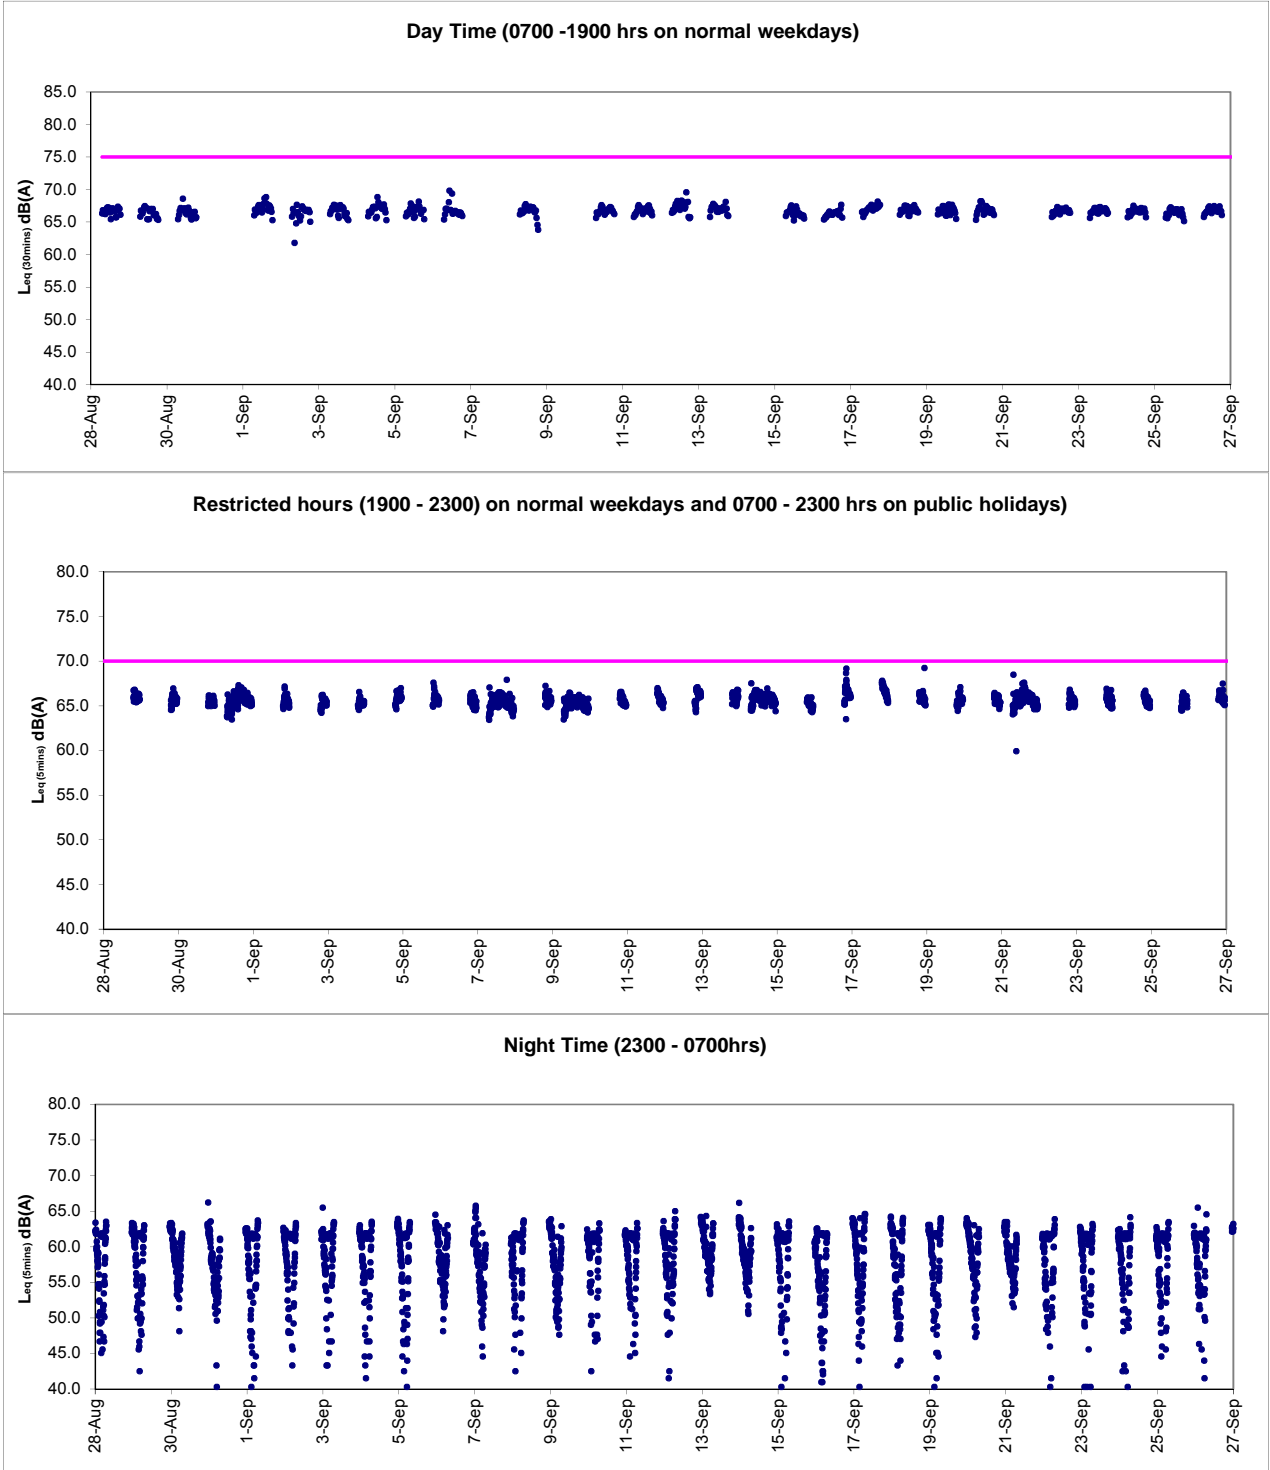 Day Time (0700 -1900 hrs on normal weekdays)
85.0
80.0
75.0
70.0
65.0
60.0
55.0
50.0
45.0
40.0
Leq (30mins) dB(A)
28-Aug
30-Aug
1-Sep
3-Sep
5-Sep
7-Sep
9-Sep
11-Sep
13-Sep
15-Sep
17-Sep
19-Sep
21-Sep
23-Sep
25-Sep
27-Sep
Restricted hours (1900 - 2300) on normal weekdays and 0700 - 2300 hrs on public holidays)
80.0
75.0
70.0
65.0
60.0
55.0
50.0
45.0
40.0
Leq (5mins) dB(A)
28-Aug
30-Aug
1-Sep
3-Sep
5-Sep
7-Sep
9-Sep
11-Sep
13-Sep
15-Sep
17-Sep
19-Sep
21-Sep
23-Sep
25-Sep
27-Sep
Night Time (2300 - 0700hrs)
80.0
75.0
70.0
65.0
60.0
55.0
50.0
45.0
40.0
Leq (5mins) dB(A)
28-Aug
30-Aug
1-Sep
3-Sep
5-Sep
7-Sep
9-Sep
11-Sep
13-Sep
15-Sep
17-Sep
19-Sep
21-Sep
23-Sep
25-Sep
27-Sep